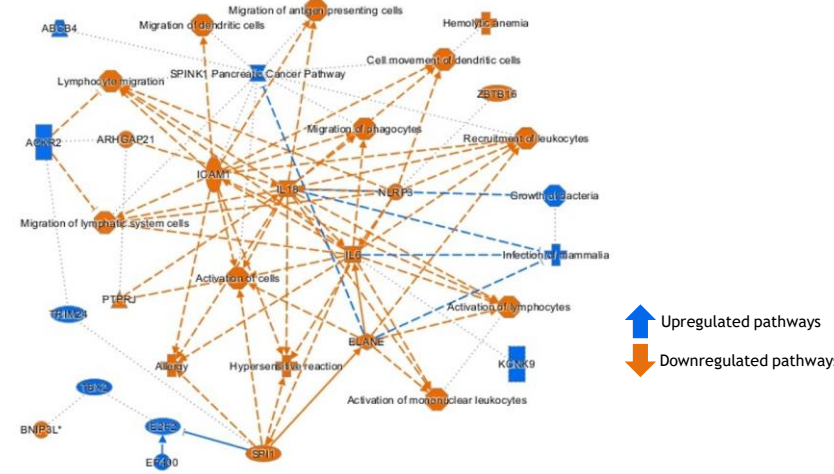 Migration of antigen presenting cells
Migration of dendritic cells
Hemolytic anemia
ABCB4
Cell movement of dendritic cells
SPINK1 Pancreatic Cancer Pathway
Lymphocyte migration
ZBTB16
Migration of phagocytes
Recruitment of leukocytes
ACKR2
ARHGAP21
ICAM1
IL18
NLRP3
Growth of bacteria
Migration of lymphatic system cells
IL6
Infection of mammalia
Activation of cells
PTPRJ
Activation of lymphocytes
TRIM24
Upregulated pathways
ELANE
Downregulated pathways
Allergy
Hypersensitive reaction
KCNK9
Activation of mononuclear leukocytes
BNIP3L*
SPI1
EP400